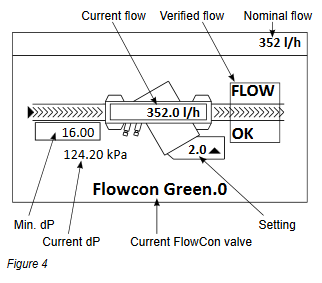 Current flow Verified flow Nominal flow
352 l/h
FLOW
352.0 l/h
16.00 OK
2.0
124.20 kPa
Flowcon Green.0
Min. dP Setting
Current dP Current FlowCon valve
Figure 4